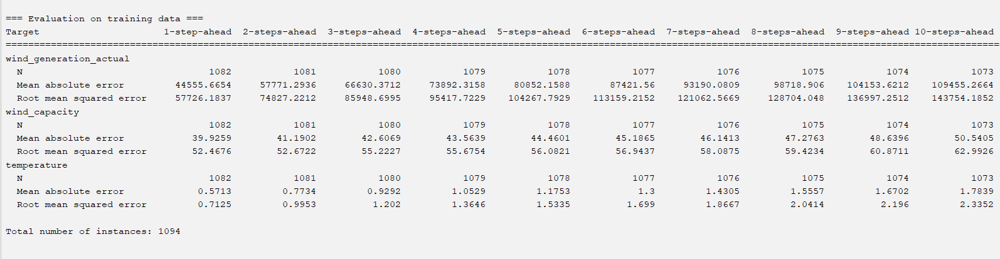 === Evaluation on training data ===
Target 1-step-ahead 2-steps-ahead 3-steps-ahead 4-steps-ahead 5-steps-ahead 6-steps-ahead 7-steps-ahead 8-steps-ahead 9-steps-ahead 10-steps-ahead
================================================================================
wind_generation_actual
N 1082 1081 1080 1079 1078 1077 1076 1075 1074 1073
Mean absolute error 44555.6654 57771.2936 66630.3712 73892.3158 80852.1588 87421.56 93190.0809 98718.906 104153.6212 109455.2664
Root mean squared error 57726.1837 74827.2212 85948.6995 95417.7229 104267.7929 113159.2152 121062.5669 128704.048 136997.2512 143754.1852
wind_capacity
N 1082 1081 1080 1079 1078 1077 1076 1075 1074 1073
Mean absolute error 39.9259 41.1902 42.6069 43.5639 44.4601 45.1865 46.1413 47.2763 48.6396 50.5405
Root mean squared error 52.4676 52.6722 55.2227 55.6754 56.0821 56.9437 58.0875 59.4234 60.8711 62.9926
temperature
N 1082 1081 1080 1079 1078 1077 1076 1075 1074 1073
Mean absolute error 0.5713 0.7734 0.9292 1.0529 1.1753 1.3 1.4305 1.5557 1.6702 1.7839
Root mean squared error 0.7125 0.9953 1.202 1.3646 1.5335 1.699 1.8667 2.0414 2.196 2.3352
Total number of instances: 1094